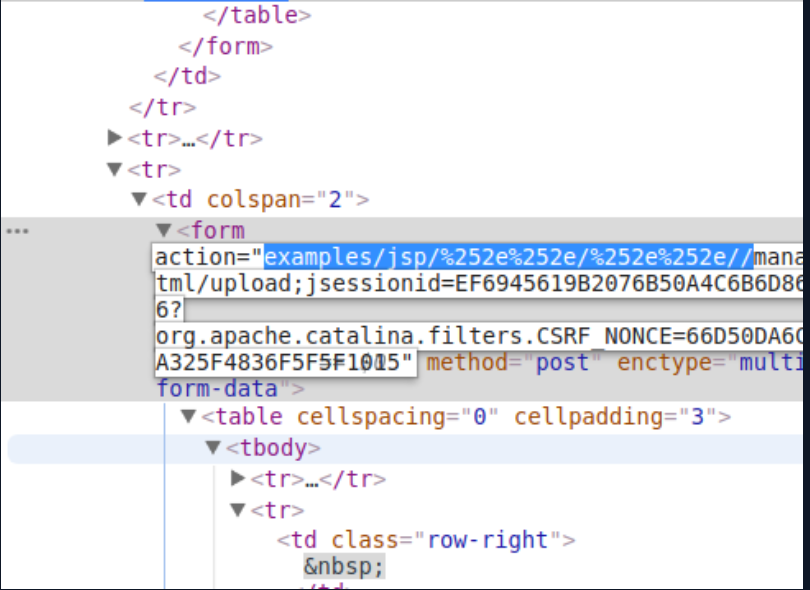 </table>
</form>
</td>
</tr>
▶<tr>…</tr>
▼<tr>
▼<td colspan="2">
… ▼<form
action="examples/jsp/%252e%252e/%252e%252e//mana
tml/upload;jsessionid=EF6945619B2076B50A4C6B6D86
6?
org.apache.catalina.filters.CSRF_NONCE=66D50DA6C
A325F4836F5F5F1015" method="post" enctype="multi
form-data">
▼<table cellspacing="0" cellpadding="3">
▼<tbody>
▶<tr>…</tr>
▼<tr>
<td class="row-right">
&nbsp;